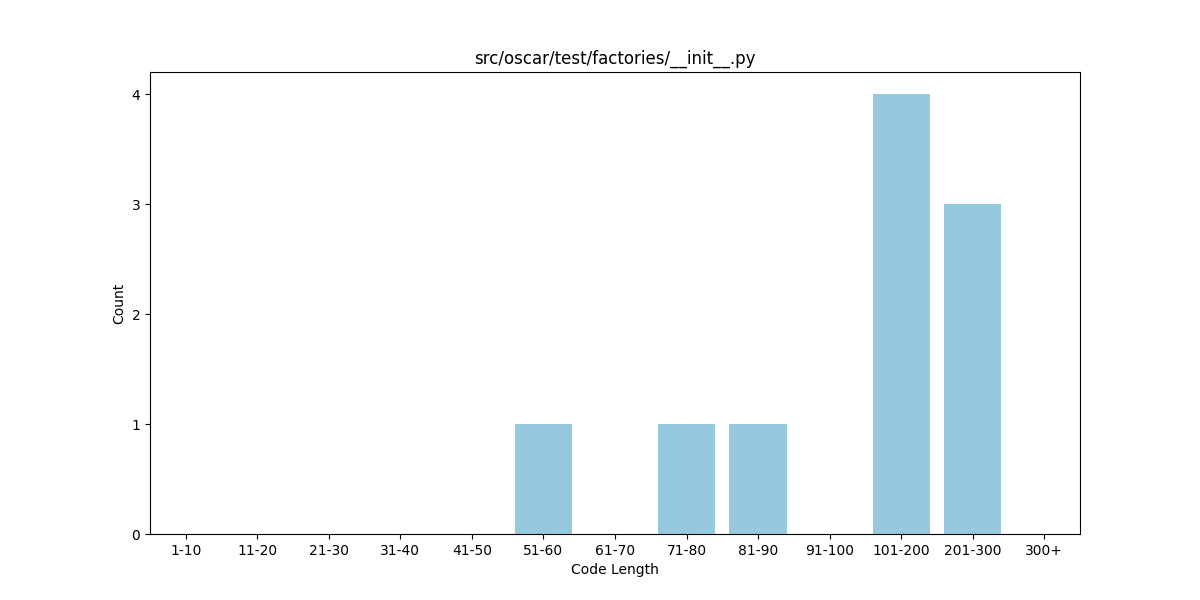 src/oscar/test/factories/__init__.py
Count
4
3
2
1
0
1-10 11-20 21-30 31-40 41-50 51-60 61-70 71-80 81-90 91-100 101-200 201-300 300+
Code Length